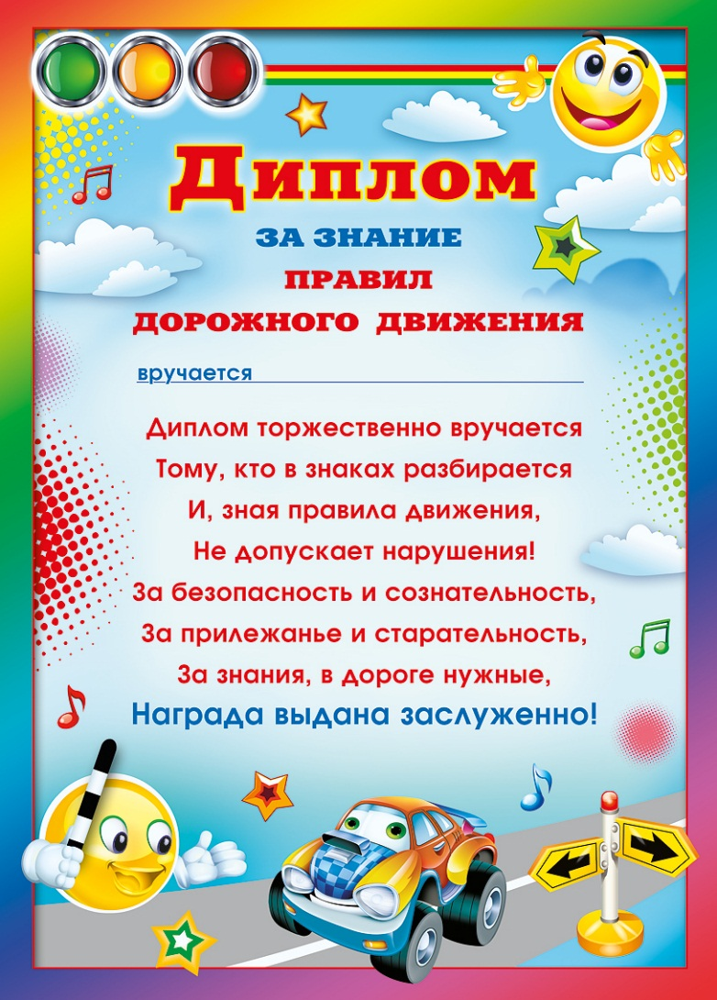 Диплом
ЗА ЗНАНИЕ
ПРАВИЛ
ДОРОЖНОГО ДВИЖЕНИЯ
вручается
Диплом торжественно вручается
Тому, кто в знаках разбирается
И, зная правила движения,
Не допускает нарушения!
За безопасность и сознательность,
За прилежанье и старательность,
За знания, в дороге нужные,
Награда выдана заслуженно!